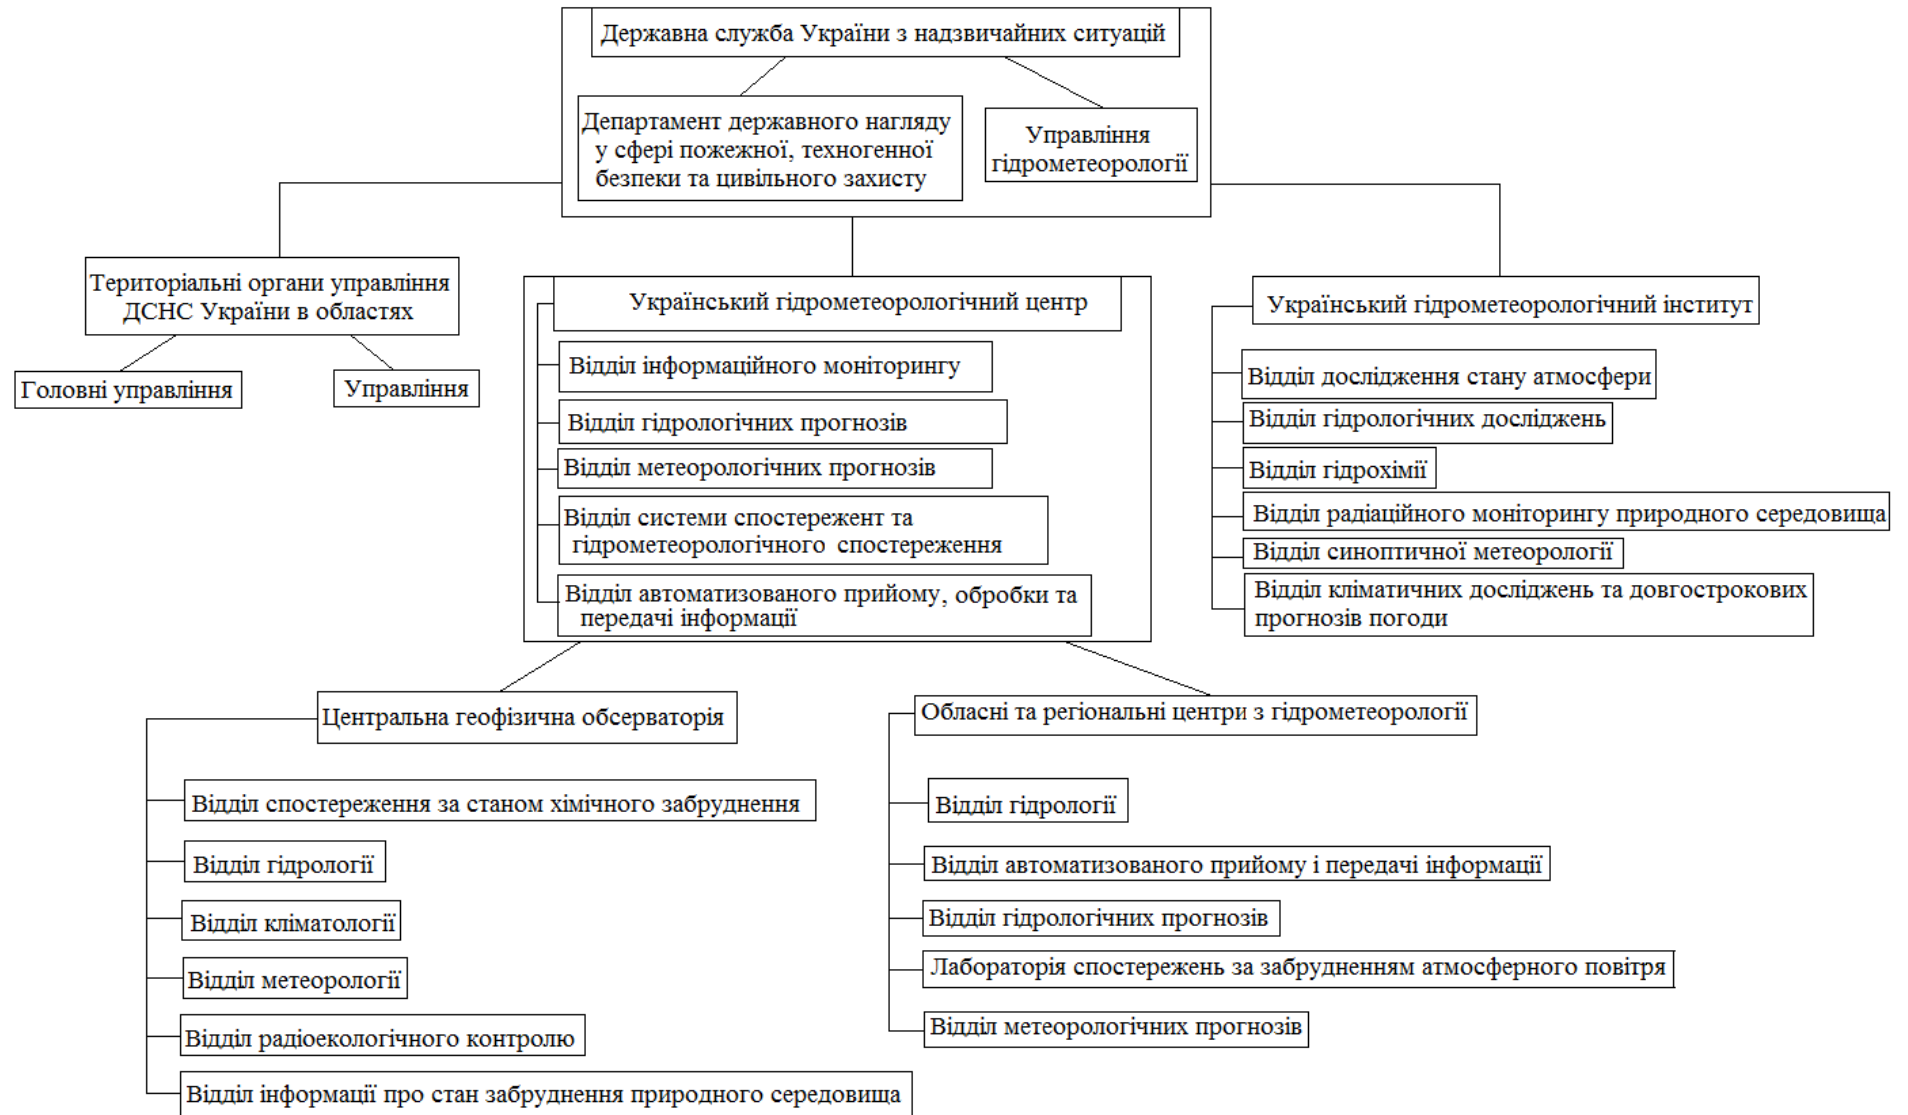 Державна служба України з надзвичайних ситуацій
Департамент державного нагляду
у сфері пожежної, техногенної
безпеки та цивільного захисту
Управління
гідрометеорології
Територіальні органи управління
ДСНС України в областях
Головні управління
Управління
Український гідрометеорологічний центр
Відділ інформаційного моніторингу
Відділ гідрологічних прогнозів
Відділ метеорологічних прогнозів
Відділ системи спостережент та
гідрометеорологічного спостереження
Відділ автоматизованого прийому, обробки та
передачі інформації
Український гідрометеорологічний інститут
Відділ дослідження стану атмосфери
Відділ гідрологічних досліджень
Відділ гідрохімії
Відділ радіаційного моніторингу природного середовища
Відділ синоптичної метеорології
Відділ кліматичних досліджень та довгострокових
прогнозів погоди
Центральна геофізична обсерваторія
Відділ спостереження за станом хімічного забруднення
Відділ гідрології
Відділ кліматології
Відділ метеорології
Відділ радіоекологічного контролю
Відділ інформації про стан забруднення природного середовища
Обласні та регіональні центри з гідрометеорології
Відділ гідрології
Відділ автоматизованого прийому і передачі інформації
Відділ гідрологічних прогнозів
Лабораторія спостережень за забрудненням атмосферного повітря
Відділ метеорологічних прогнозів